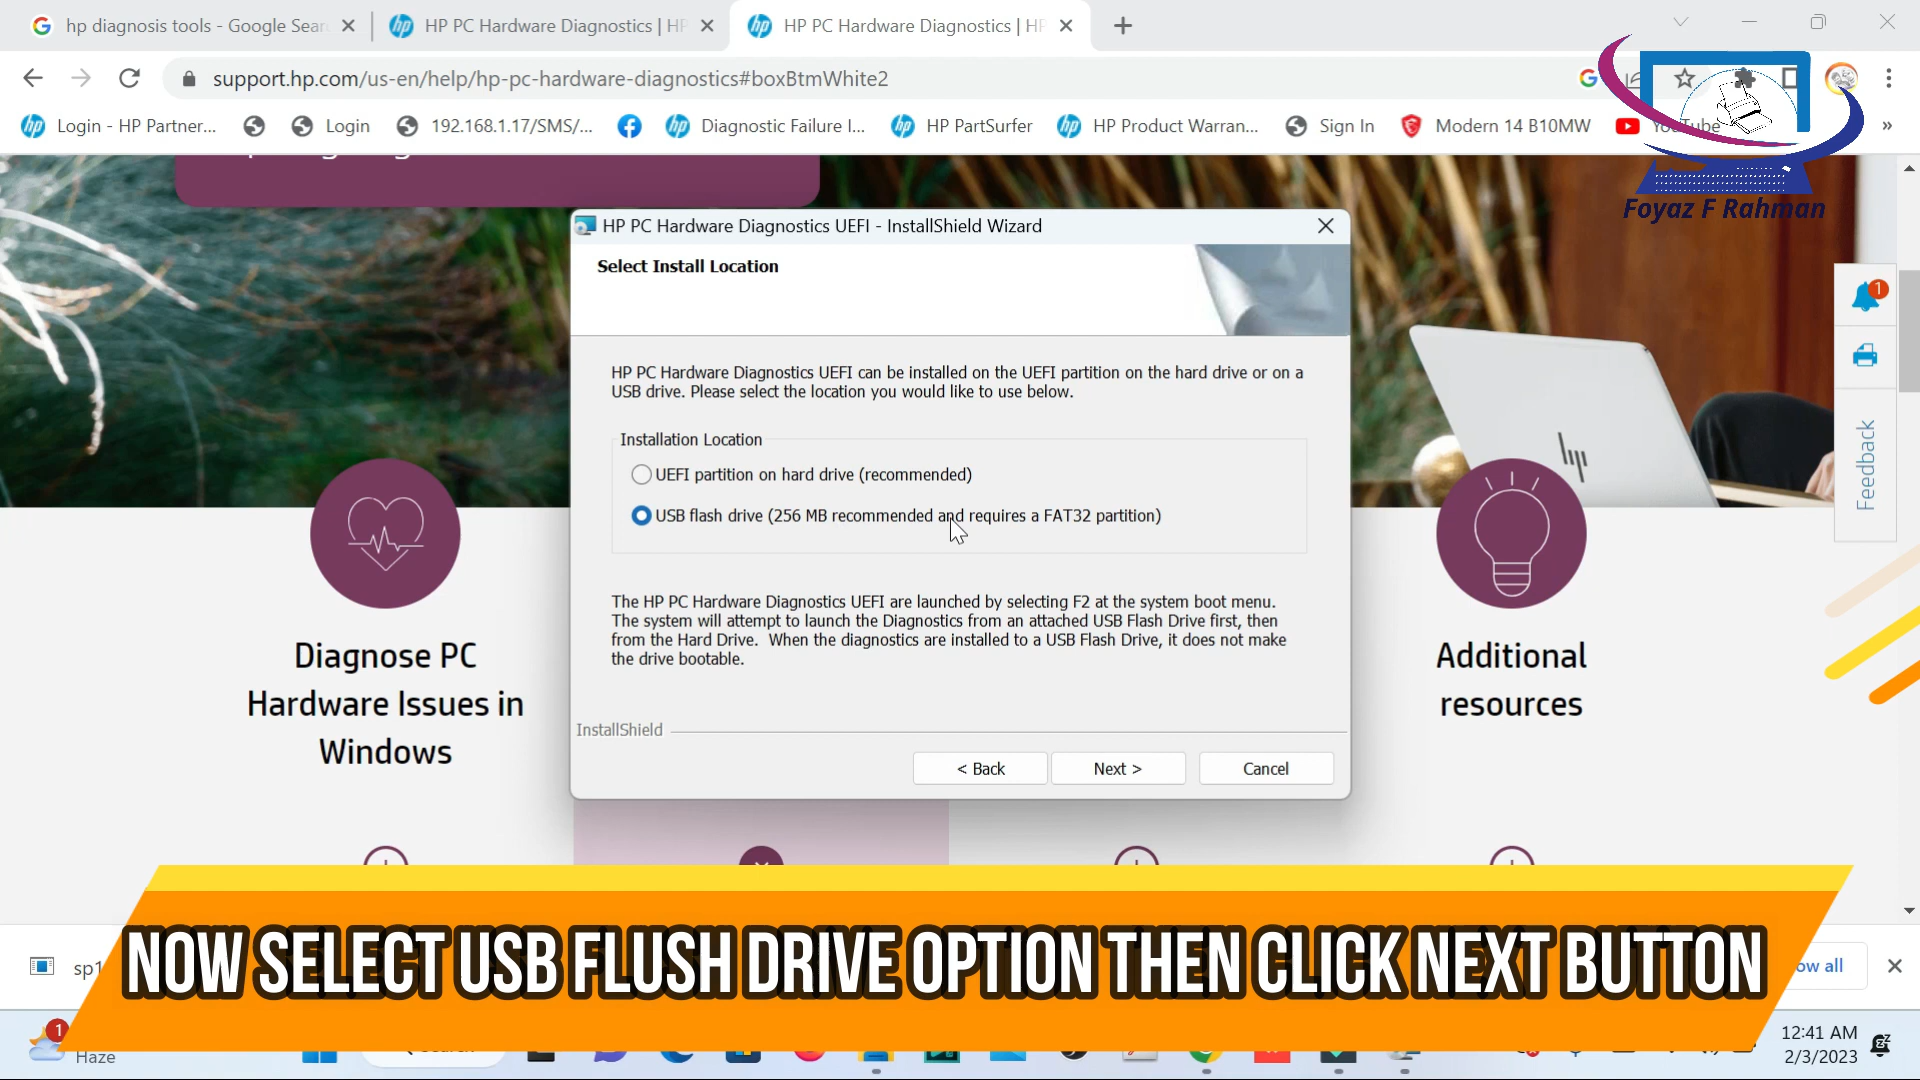 hp diagnosis tools - Google Sear
HP PC Hardware Diagnostics | HP
HP PC Hardware Diagnostics | HP
support.hp.com/us-en/help/hp-pc-hardware-diagnostics#boxBtmWhite2
Login - HP Partner...
Login
192.168.1.17/SMS/...
Diagnostic Failure I...
HP PartSurfer
HP Product Warran...
Sign In
Modern 14 B10MW
YouTube
»
Foyaz F Rahman
HP PC Hardware Diagnostics UEFI - InstallShield Wizard
Select Install Location
HP PC Hardware Diagnostics UEFI can be installed on the UEFI partition on the hard drive or on a
USB drive. Please select the location you would like to use below.
Installation Location
UEFI partition on hard drive (recommended)
USB flash drive (256 MB recommended and requires a FAT32 partition)
The HP PC Hardware Diagnostics UEFI are launched by selecting F2 at the system boot menu.
The system will attempt to launch the Diagnostics from an attached USB Flash Drive first, then
from the Hard Drive. When the diagnostics are installed to a USB Flash Drive, it does not make
the drive bootable.
InstallShield
< Back
Next >
Cancel
hp
1
Feedback
Diagnose PC
Hardware Issues in
Windows
Additional
resources
sp1
ow all
NOW SELECT USB FLUSH DRIVE OPTION THEN CLICK NEXT BUTTON
1
Haze
12:41 AM
2/3/2023